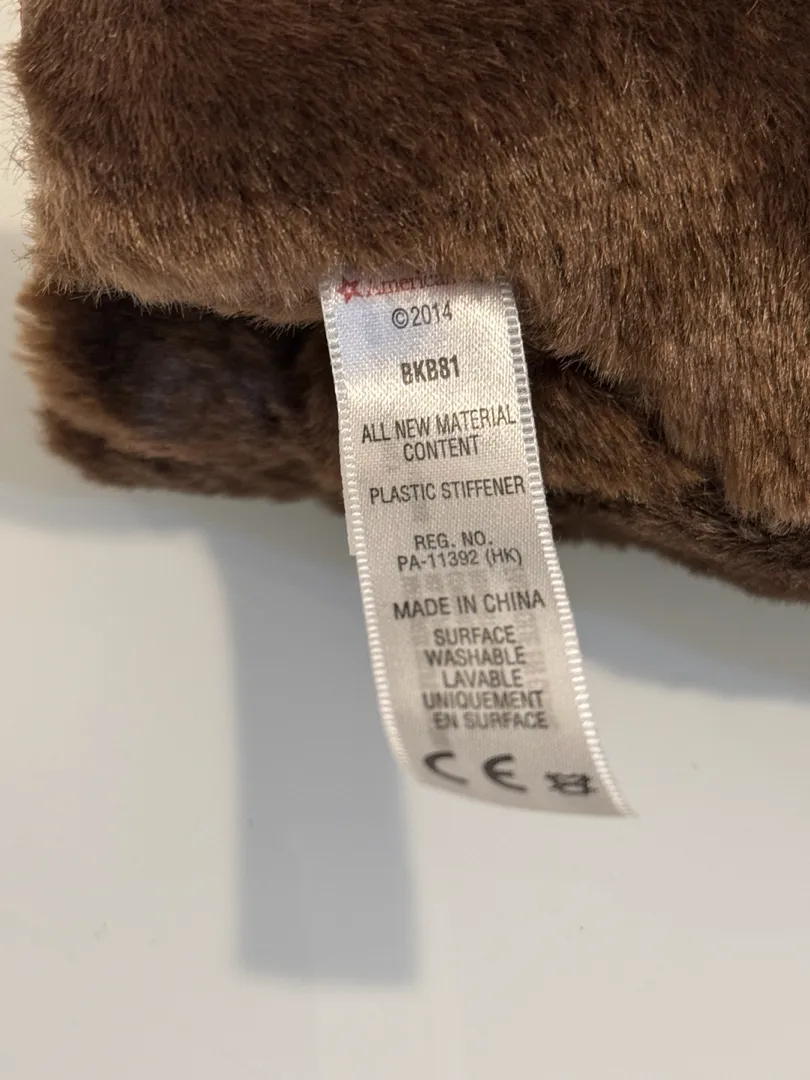 American
©2014
BKB81
ALL NEW MATERIAL
CONTENT
PLASTIC STIFFENER
REG. NO.
PA-11392 (HK)
MADE IN CHINA
SURFACE
WASHABLE
LAVABLE
UNIQUEMENT
EN SURFACE
CE